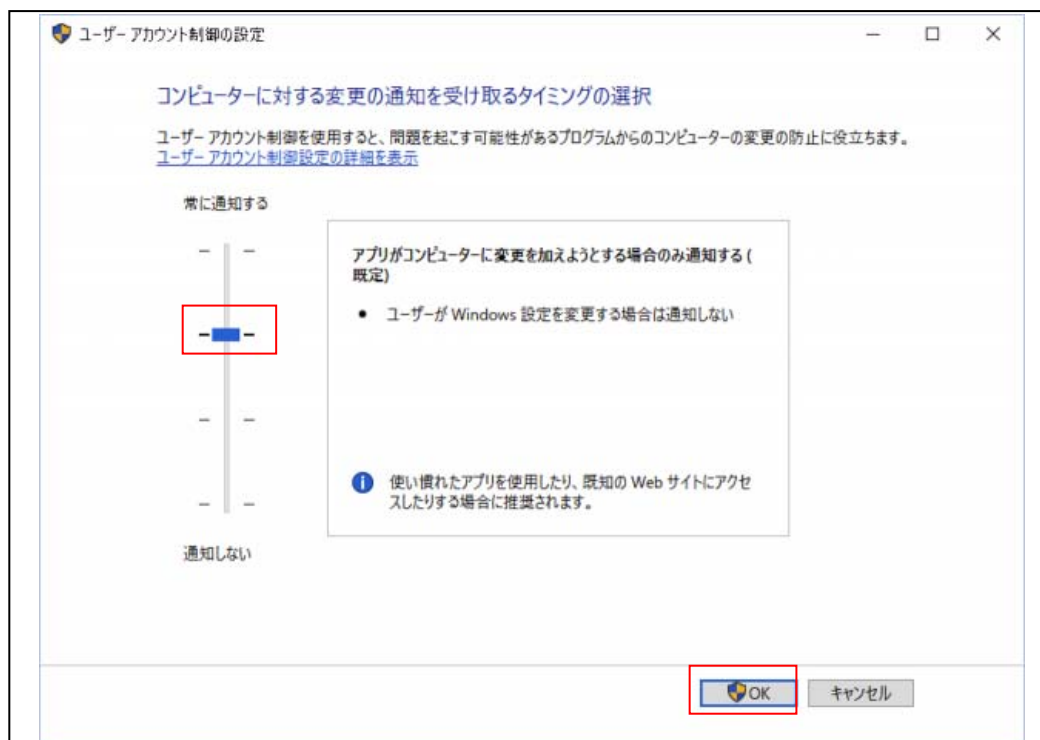 ユーザー アカウント制御の設定
コンピューターに対する変更の通知を受け取るタイミングの選択
ユーザー アカウント制御を使用すると、問題を起こす可能性があるプログラムからのコンピューターの変更の防止に役立ちます。
ユーザー アカウント制御設定の詳細を表示
常に通知する
アプリがコンピューターに変更を加えようとする場合のみ通知する (
既定)
• ユーザーが Windows 設定を変更する場合は通知しない
使い慣れたアプリを使用したり、既知の Web サイトにアクセ
スしたりする場合に推奨されます。
通知しない
OK キャンセル